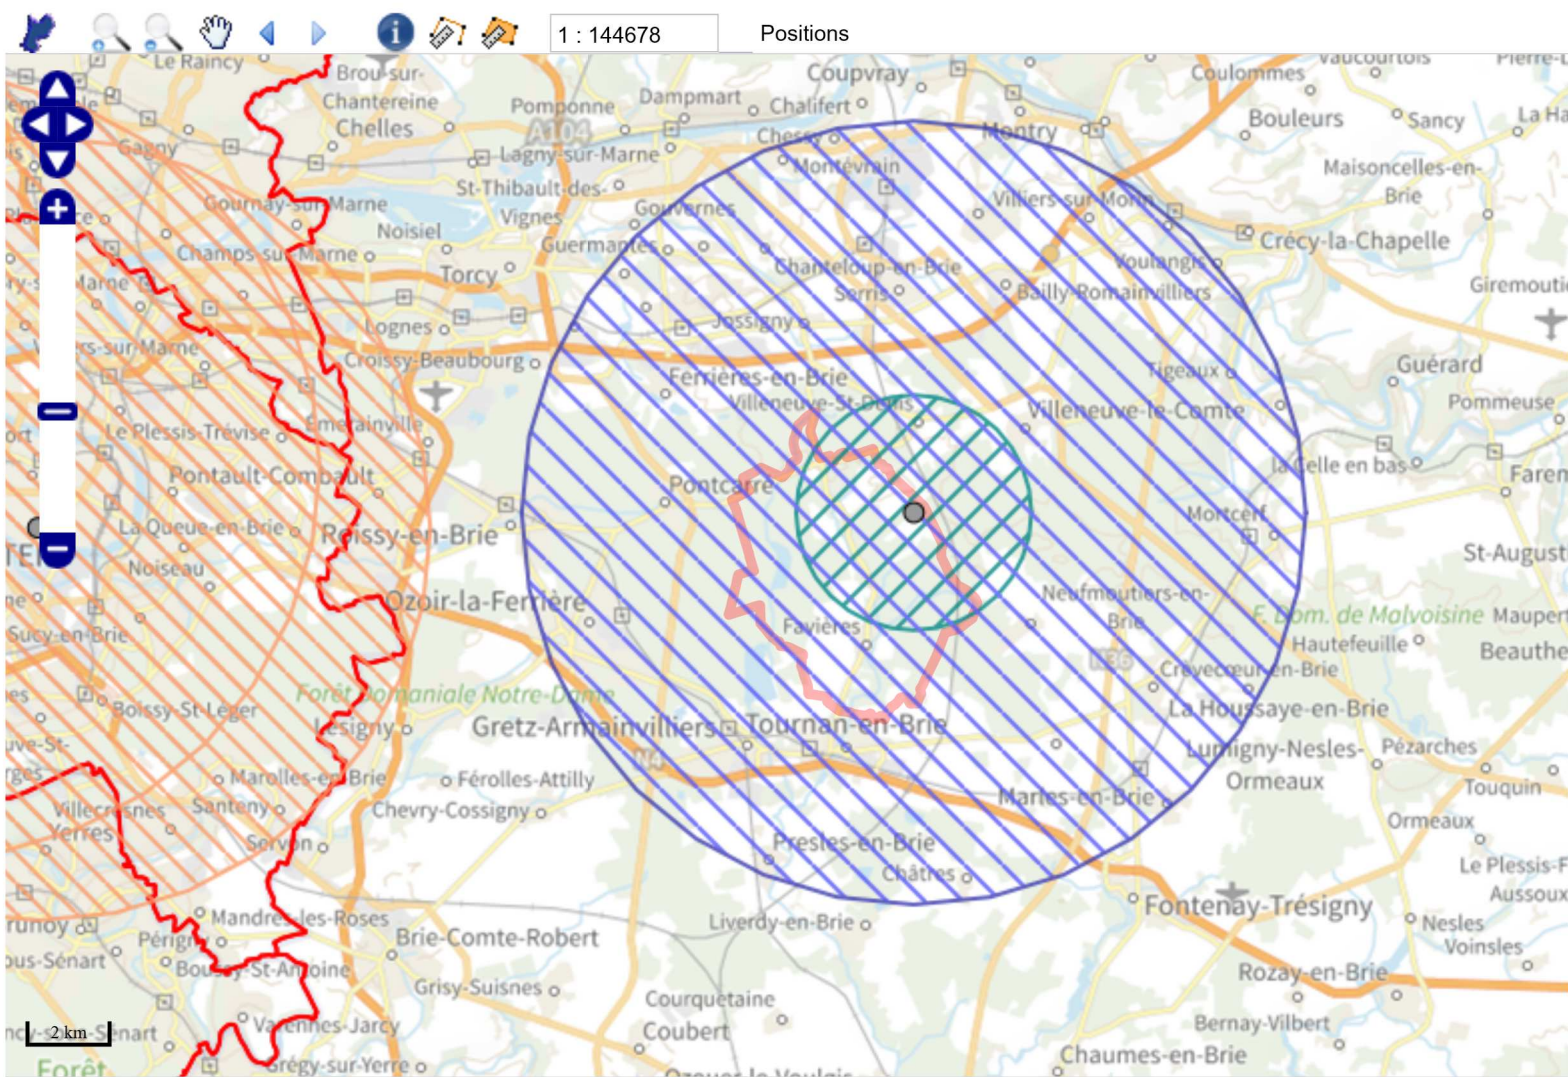 1 : 144678 Positions
Le Raincy
Brou-sur-
Chantereine
Chelles
Pomponne
Dampmart
Coupvray
Chalifert
Coulommes
Vaucourtois
Bouleurs
Sancy
A104
Gagny
Lagny-sur-Marne
Chessy
Montry
Montévrain
Maisoncelles-en-
Brie
St-Thibault-des-
Vignes
Gournay-sur-Marne
Gouvernes
Villiers-sur-Morin
Noisiel
Guermantes
Crécy-la-Chapelle
Champs-sur-Marne
Torcy
Chanteloup-en-Brie
Voulangis
Serris
Bailly-Romainvilliers
Lognes
Jossigny
Croissy-Beaubourg
Ferrières-en-Brie
Tigeaux
Guérard
Villeneuve-St-Denis
Villeneuve-le-Comte
Pommeuse
Émerainville
Le Plessis-Trévise
Pontault-Combault
Pontcarré
la Celle en bas
La Queue-en-Brie
Roissy-en-Brie
Mortcerf
Noiseau
Ozoir-la-Ferrière
Neufmoutiers-en-
Brie
F. Dom. de Malvoisine
Sucy-en-Brie
Favières
Hautefeuille
N36
Crèvecœur-en-Brie
Forêt Domaniale Notre-Dame
Boissy-St-Léger
Lésigny
Gretz-Armainvilliers
Tournan-en-Brie
La Houssaye-en-Brie
N4
Lumigny-Nesles-
Ormeaux
Pézarches
Marolles-en-Brie
Férolles-Attilly
Touquin
Villecresnes
Santeny
Chevry-Cossigny
Marles-en-Brie
Yerres
Servon
Presles-en-Brie
Ormeaux
Châtres
Mandres-les-Roses
Liverdy-en-Brie
Fontenay-Trésigny
Nesles
Voinsles
Périgny
Brie-Comte-Robert
Boussy-St-Antoine
Rozay-en-Brie
Grisy-Suisnes
Courquetaine
Coubert
2 km
Varennes-Jarcy
Bernay-Vilbert
Chaumes-en-Brie
Grégy-sur-Yerre
Forêt